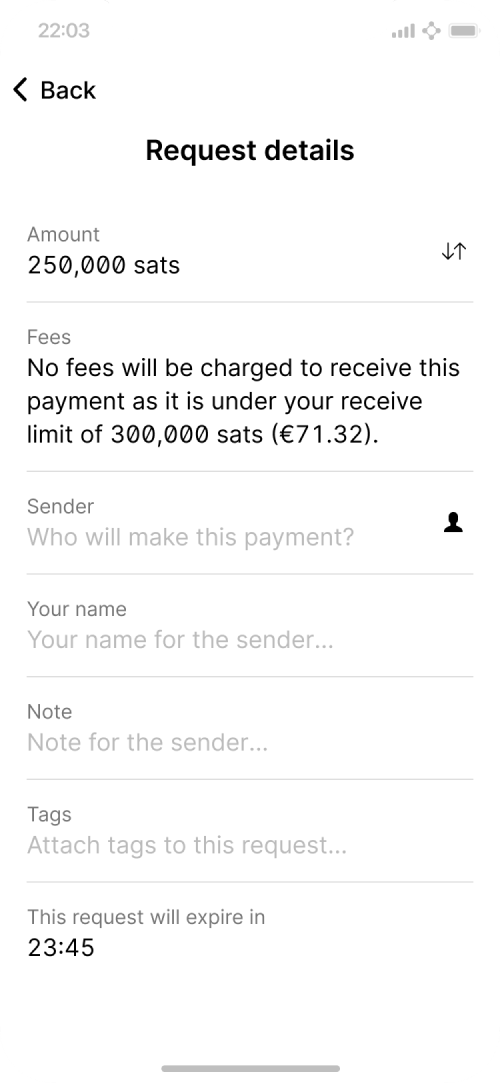 22:03
Back
Request details
Amount
250,000 sats
Fees
No fees will be charged to receive this
payment as it is under your receive
limit of 300,000 sats (€71.32).
Sender
Who will make this payment?
Your name
Your name for the sender...
Note
Note for the sender...
Tags
Attach tags to this request...
This request will expire in
23:45